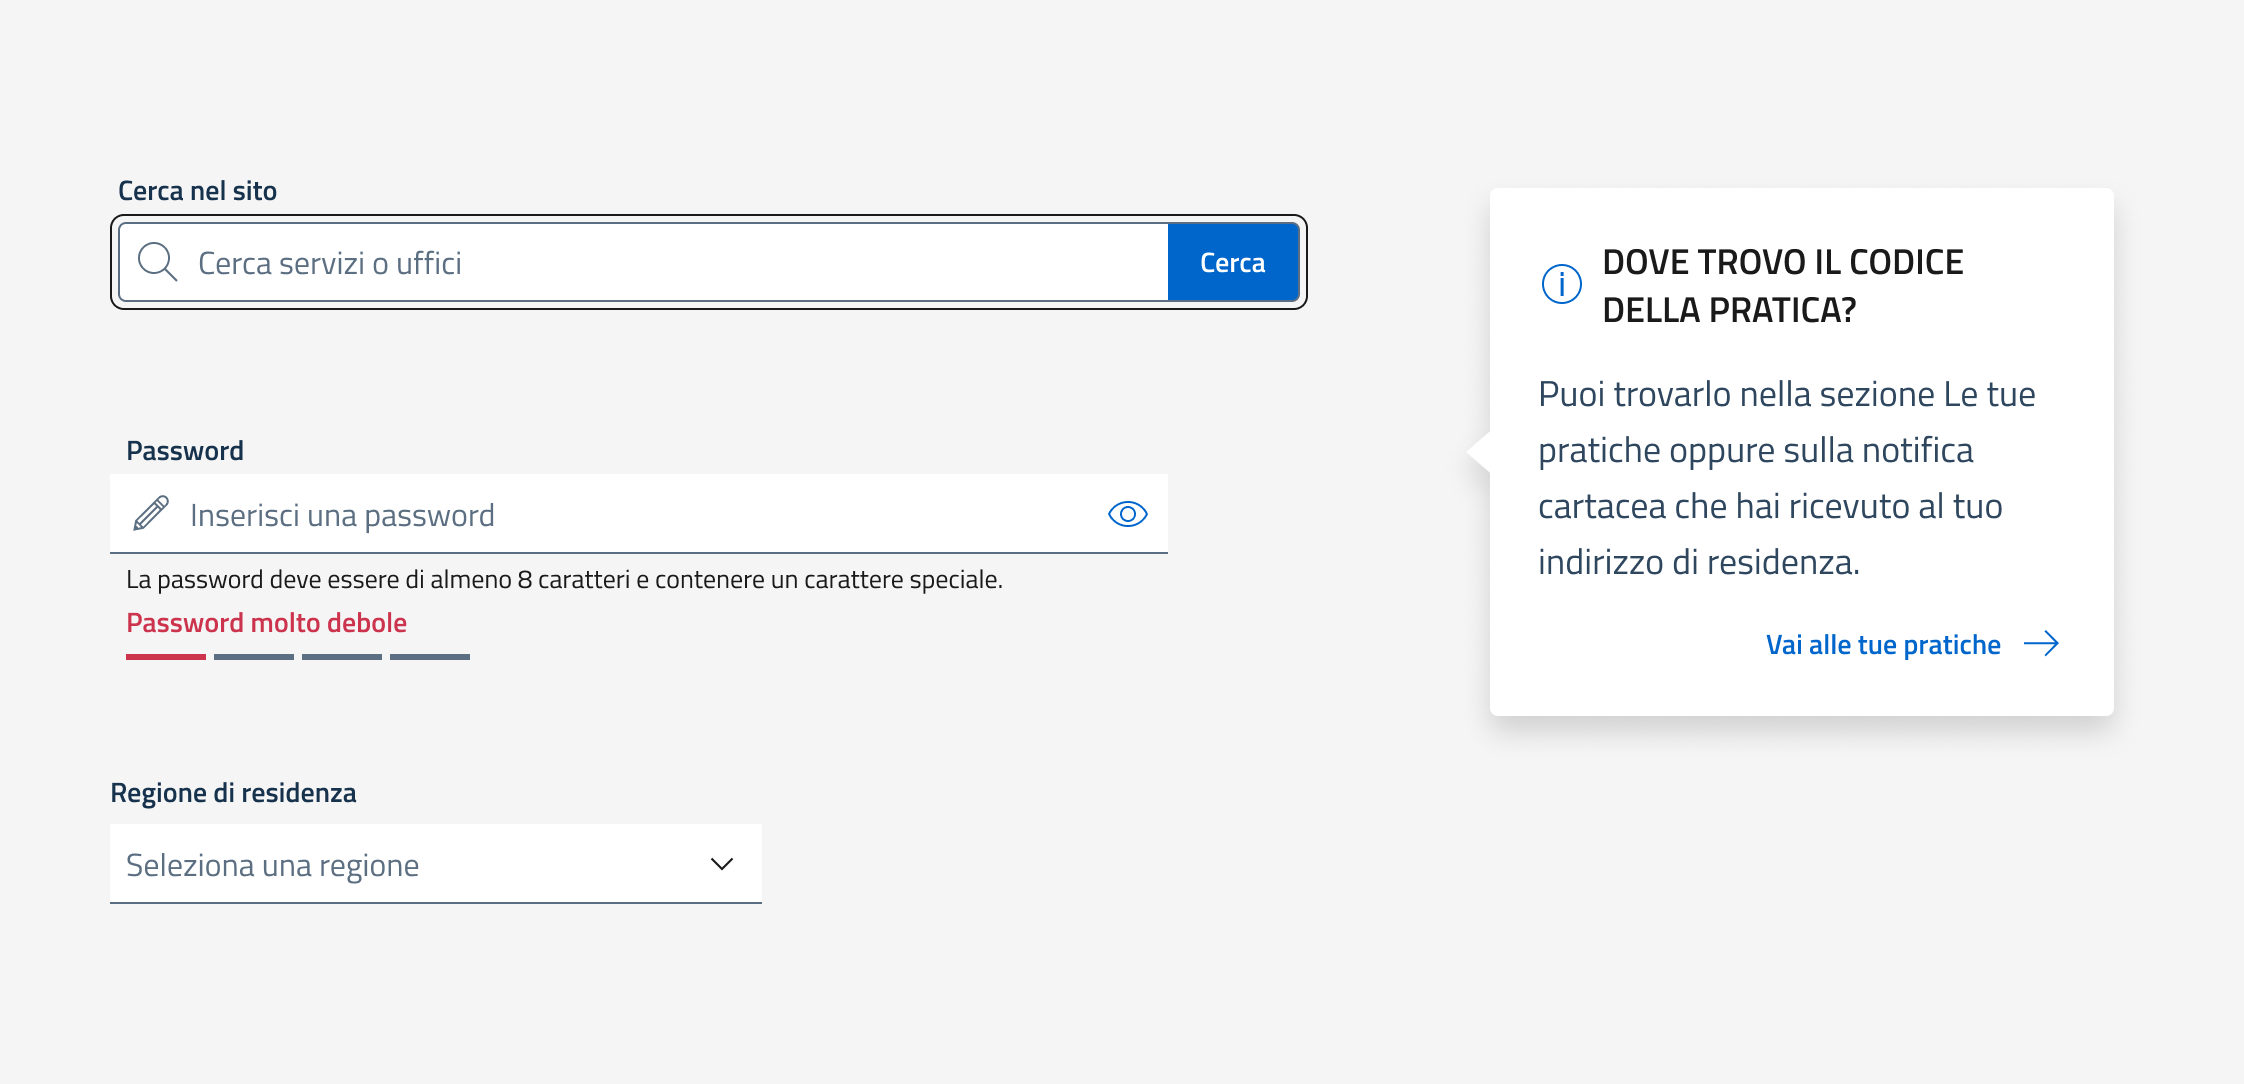 Cerca nel sito
Cerca servizi o uffici
Cerca
Password
Inserisci una password
La password deve essere di almeno 8 caratteri e contenere un carattere speciale.
Password molto debole
Regione di residenza
Seleziona una regione
DOVE TROVO IL CODICE
DELLA PRATICA?
Puoi trovarlo nella sezione Le tue
pratiche oppure sulla notifica
cartacea che hai ricevuto al tuo
indirizzo di residenza.
Vai alle tue pratiche